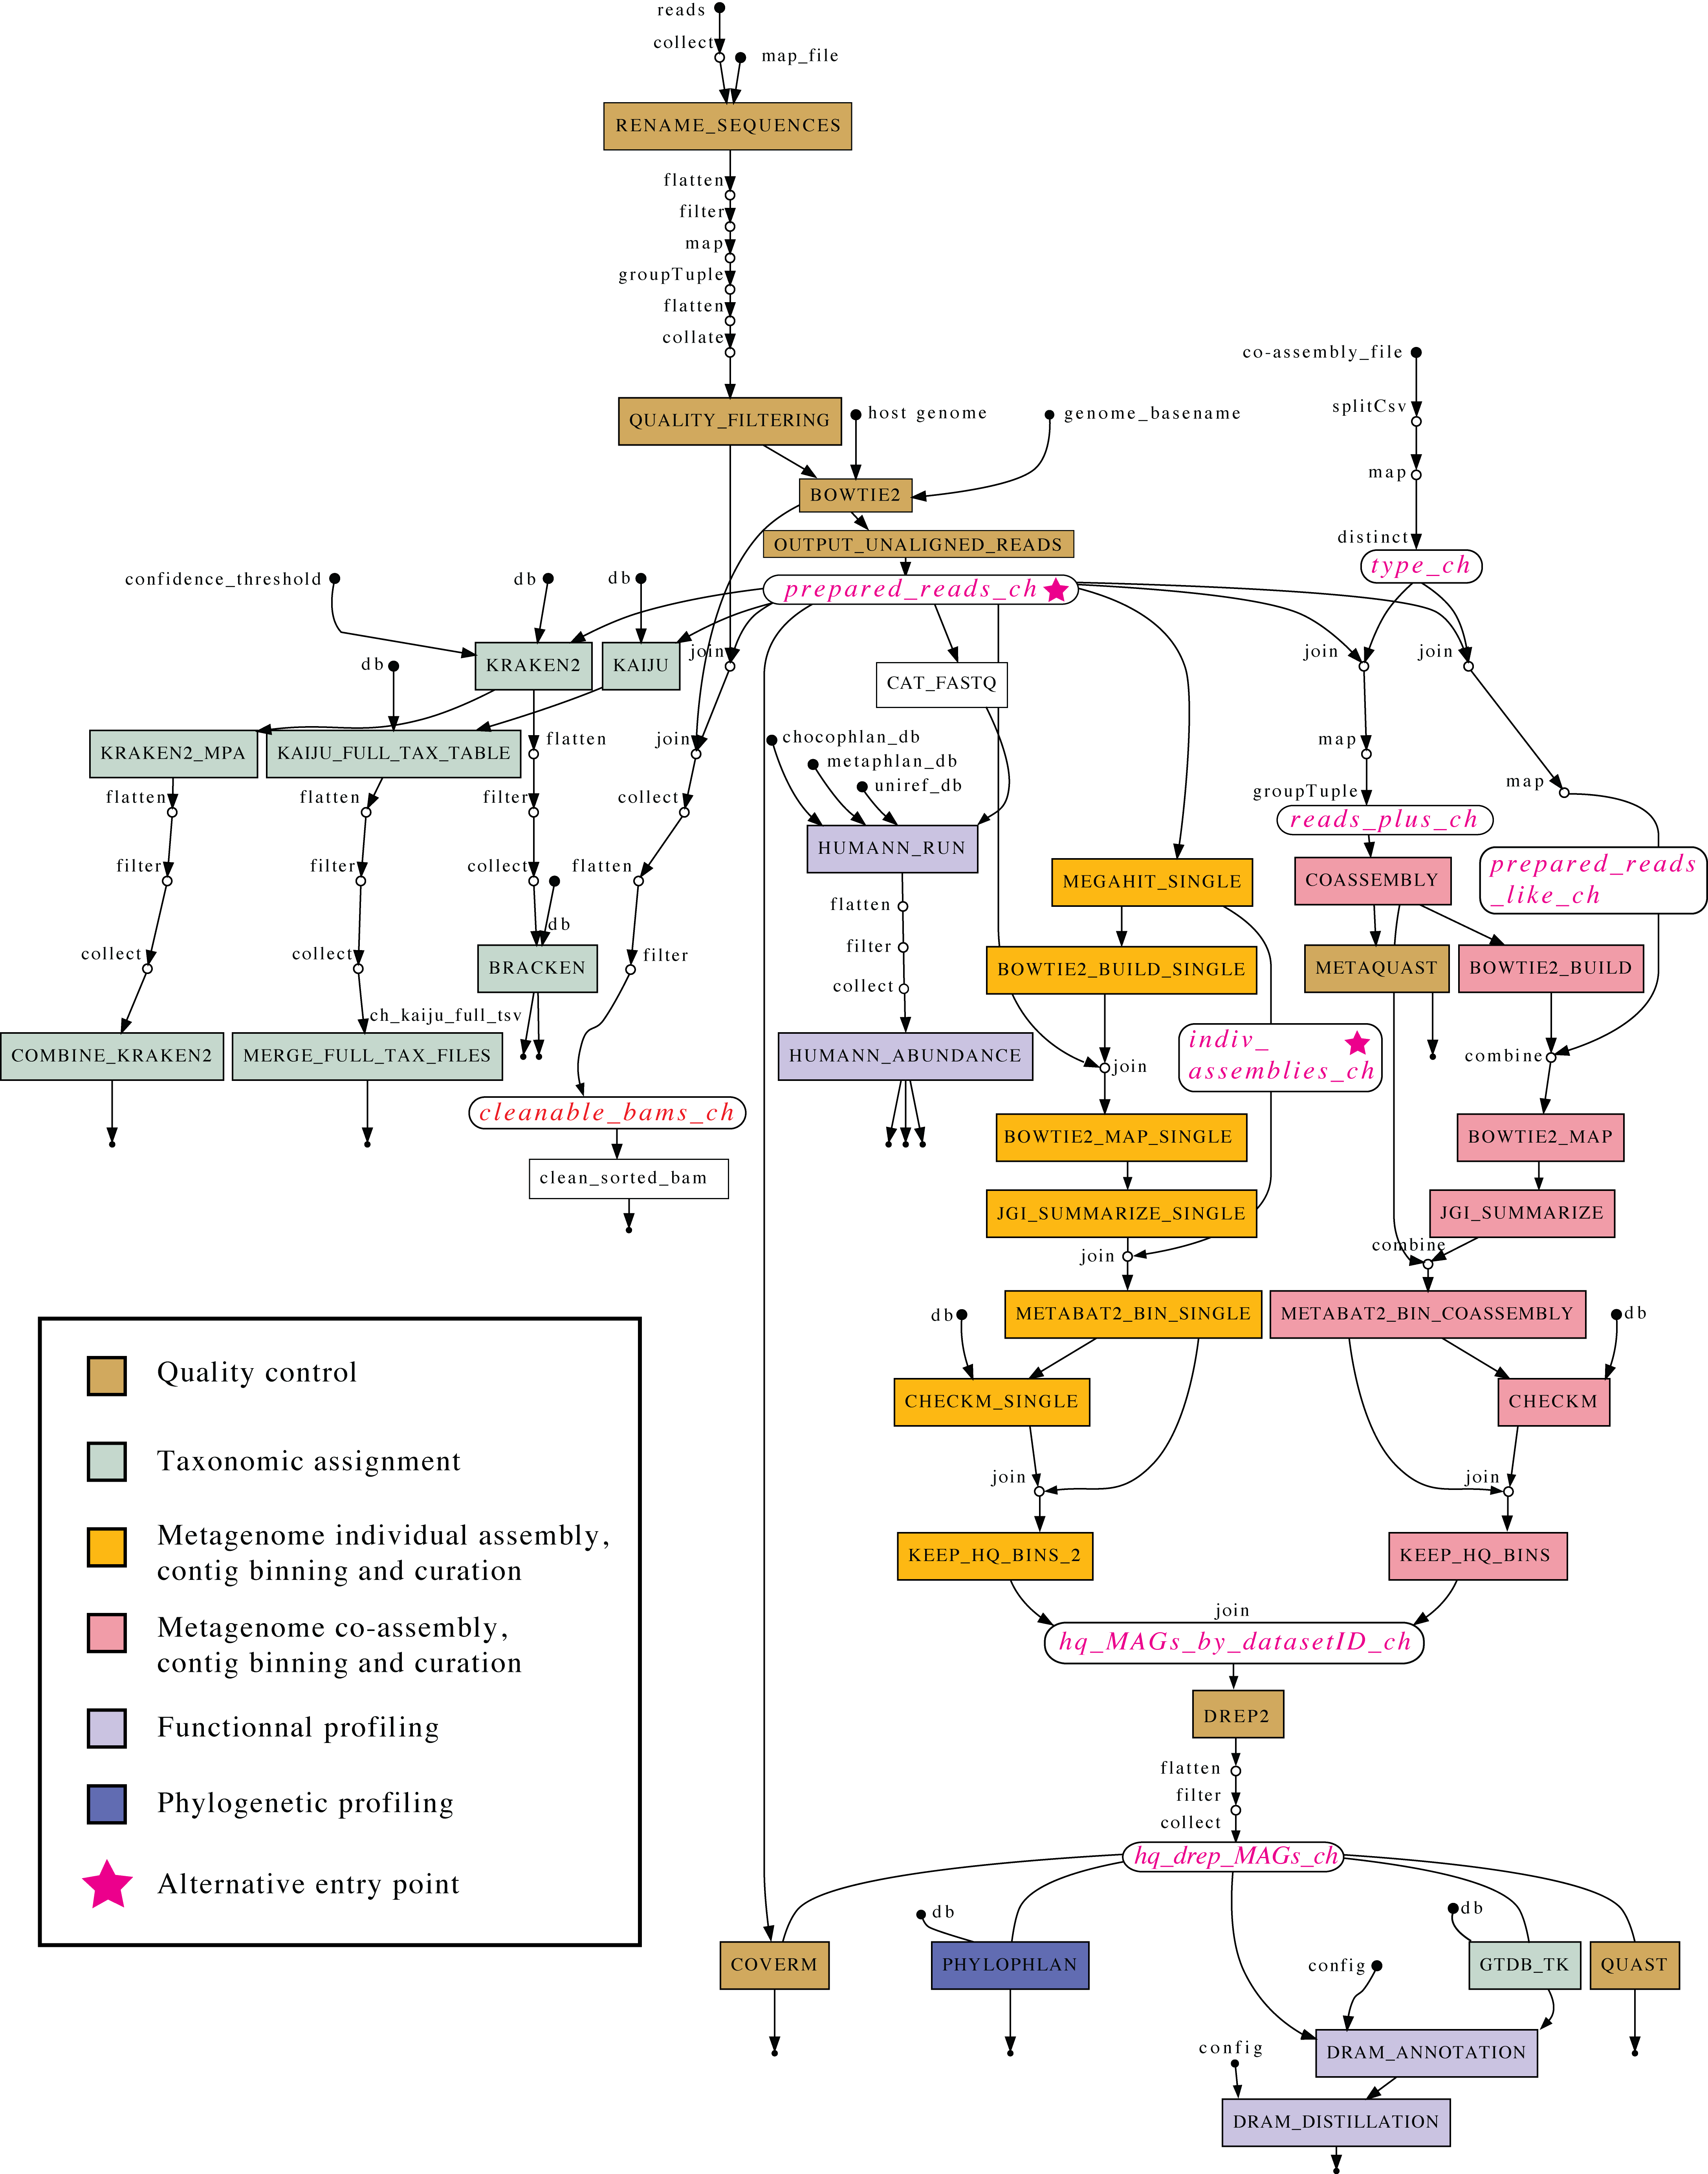 reads
collect
map_file
RENAME_SEQUENCES
flatten
filter
map
groupTuple
flatten
collate
co-assembly_file
splitCsv
QUALITY_FILTERING
host genome
genome_basename
map
BOWTIE2
distinct
OUTPUT_UNALIGNED_READS
type_ch
confidence_threshold
db
db
prepared_reads_ch
KRAKEN2
KAIJU
join
join
join
db
CAT_FASTQ
KRAKEN2_MPA
KAIJU_FULL_TAX_TABLE
flatten
join
chocophlan_db
metaphlan_db
uniref_db
map
map
flatten
flatten
filter
collect
groupTuple
reads_plus_ch
HUMANN_RUN
filter
filter
collect
flatten
MEGAHIT_SINGLE
COASSEMBLY
prepared_reads
_like_ch
flatten
db
collect
collect
BRACKEN
filter
filter
collect
BOWTIE2_BUILD_SINGLE
METAQUAST
BOWTIE2_BUILD
ch_kaiju_full_tsv
COMBINE_KRAKEN2
MERGE_FULL_TAX_FILES
HUMANN_ABUNDANCE
join
indiv_
assemblies_ch
combine
cleanable_bams_ch
BOWTIE2_MAP_SINGLE
BOWTIE2_MAP
clean_sorted_bam
JGI_SUMMARIZE_SINGLE
JGI_SUMMARIZE
join
combine
db
METABAT2_BIN_SINGLE
METABAT2_BIN_COASSEMBLY
db
CHECKM_SINGLE
CHECKM
join
join
KEEP_HQ_BINS_2
KEEP_HQ_BINS
join
hq_MAGs_by_datasetID_ch
DREP2
flatten
filter
collect
hq_drep_MAGs_ch
db
db
COVERM
PHYLOPHLAN
config
GTDB_TK
QUAST
config
DRAM_ANNOTATION
DRAM_DISTILLATION
Quality control
Taxonomic assignment
Metagenome individual assembly,
contig binning and curation
Metagenome co-assembly,
contig binning and curation
Functionnal profiling
Phylogenetic profiling
Alternative entry point